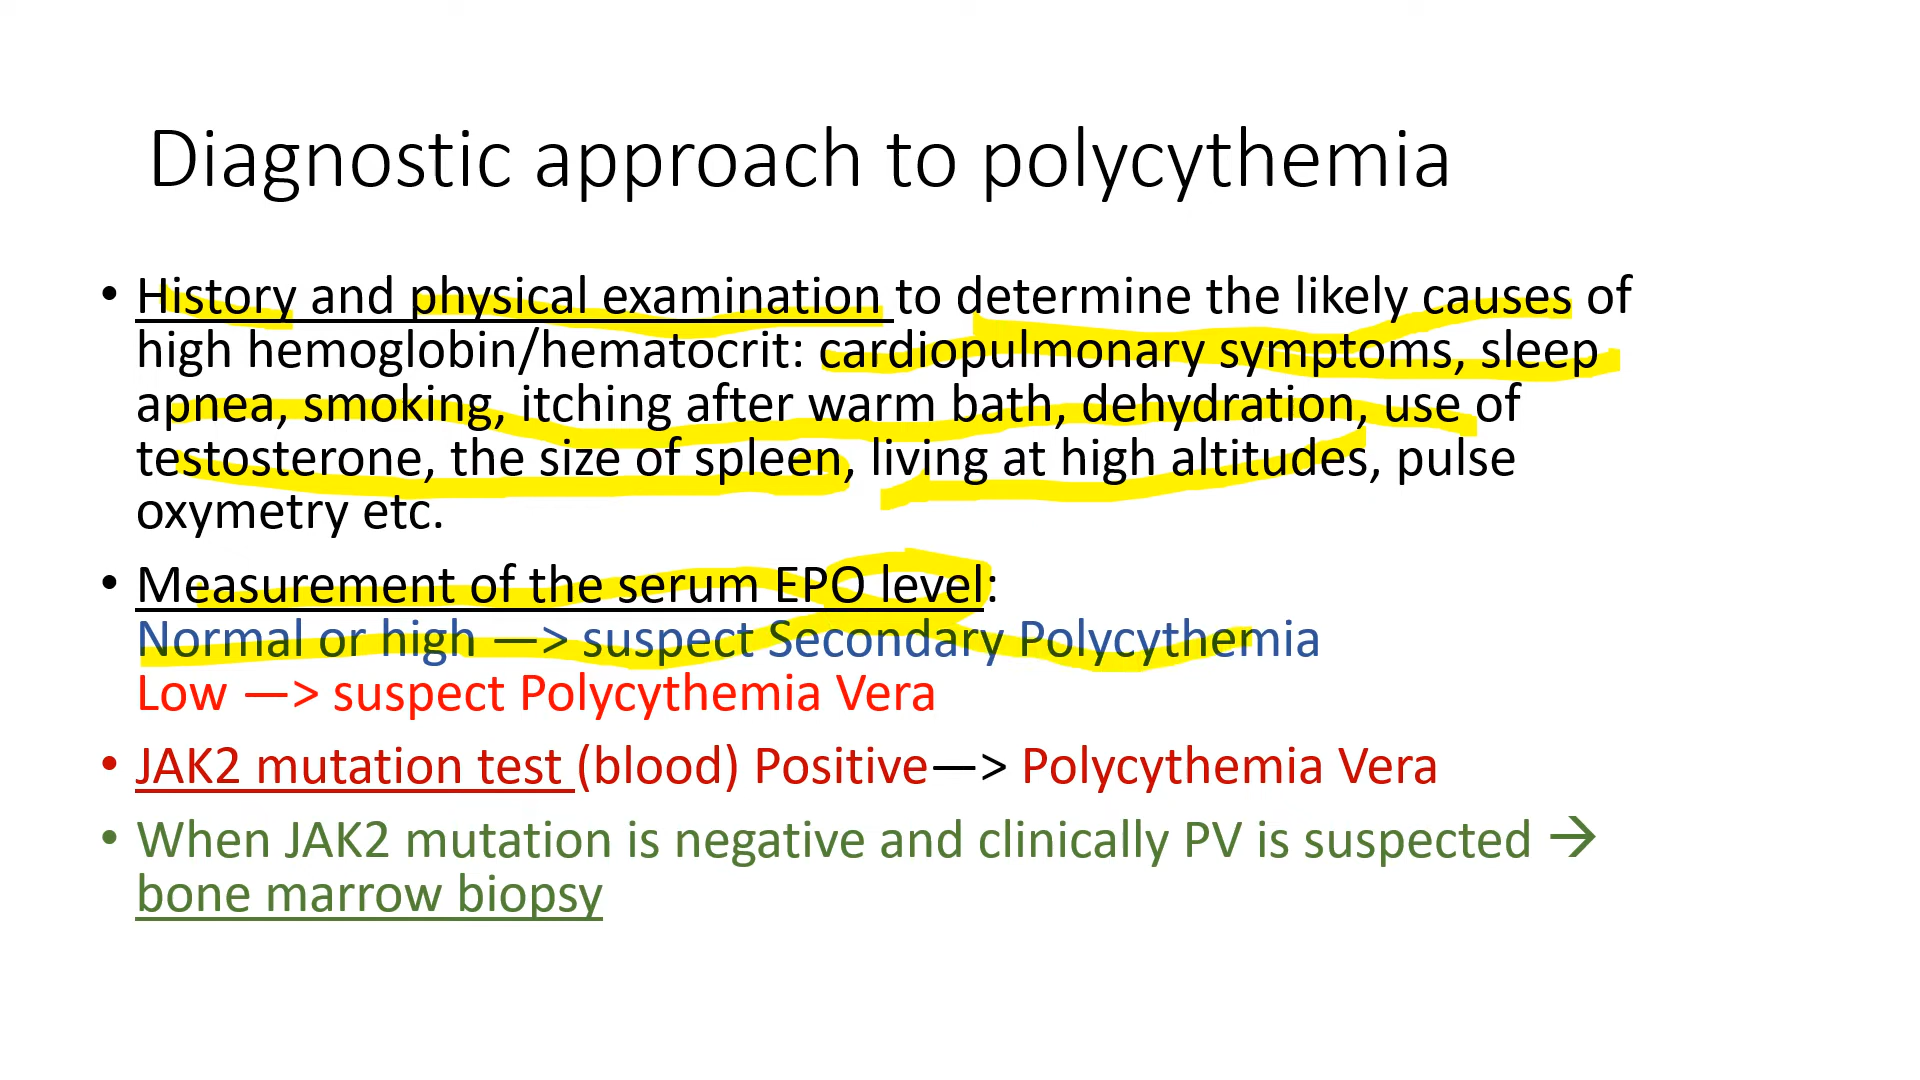 Diagnostic approach to polycythemia
• History and physical examination to determine the likely causes of
high hemoglobin/hematocrit: cardiopulmonary symptoms, sleep
apnea, smoking, itching after warm bath, dehydration, use of
testosterone, the size of spleen, living at high altitudes, pulse
oxymetry etc.
• Measurement of the serum EPO level:
Normal or high —> suspect Secondary Polycythemia
Low —> suspect Polycythemia Vera
• JAK2 mutation test (blood) Positive—> Polycythemia Vera
• When JAK2 mutation is negative and clinically PV is suspected →
bone marrow biopsy